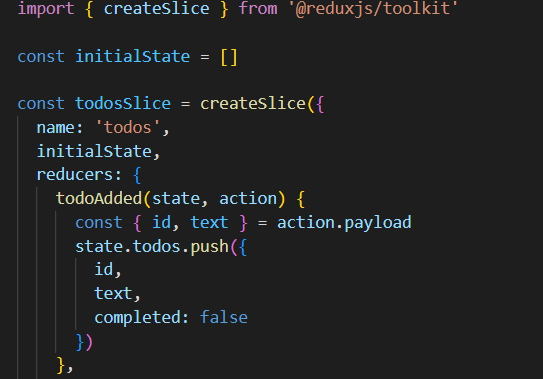 import { createSlice } from '@reduxjs/toolkit'
const initialState = []
const todosSlice = createSlice({
name: 'todos',
initialState,
reducers: {
todoAdded(state, action) {
const { id, text } = action.payload
state.todos.push({
id,
text,
completed: false
})
},